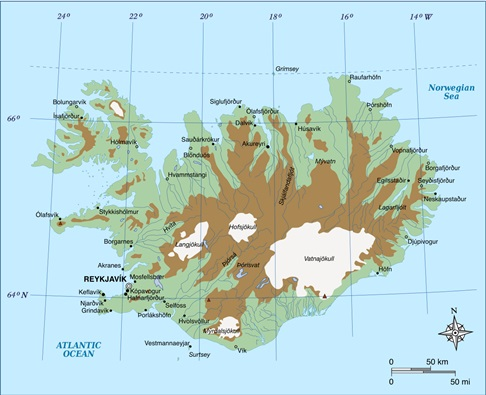 24°
22°
20°
18°
16°
14° W
Grímsey
Raufarhöfn
Norwegian
Sea
Bolungarvík
Ísafjörður
Siglufjörður
Ólafsfjörður
Dalvík
Húsavík
Þórshöfn
66°
66°
Hólmavík
Sauðárkrókur
Blönduós
Akureyri
Mývatn
Vopnafjörður
Borgafjörður
Hvammstangi
Skjálfandafljót
Egilsstaðir
Seyðisfjörður
Neskaupstaður
Lagarfljót
Ólafsvík
Stykkishólmur
Hvítá
Hofsjökull
Langjökull
Djúpivogur
Borgarnes
Þjórsá
Þórisvatn
Vatnajökull
Akranes
Mosfellsbær
Höfn
REYKJAVÍK
Kópavogur
Keflavík
Hafnarfjörður
64° N
64°
Njarðvík
Selfoss
Grindavík
Þorlákshöfn
Hvolsvöllur
Mýrdalsjökull
Vestmannaeyjar
Surtsey
Vík
ATLANTIC
OCEAN
N
0
50 km
0
50 mi